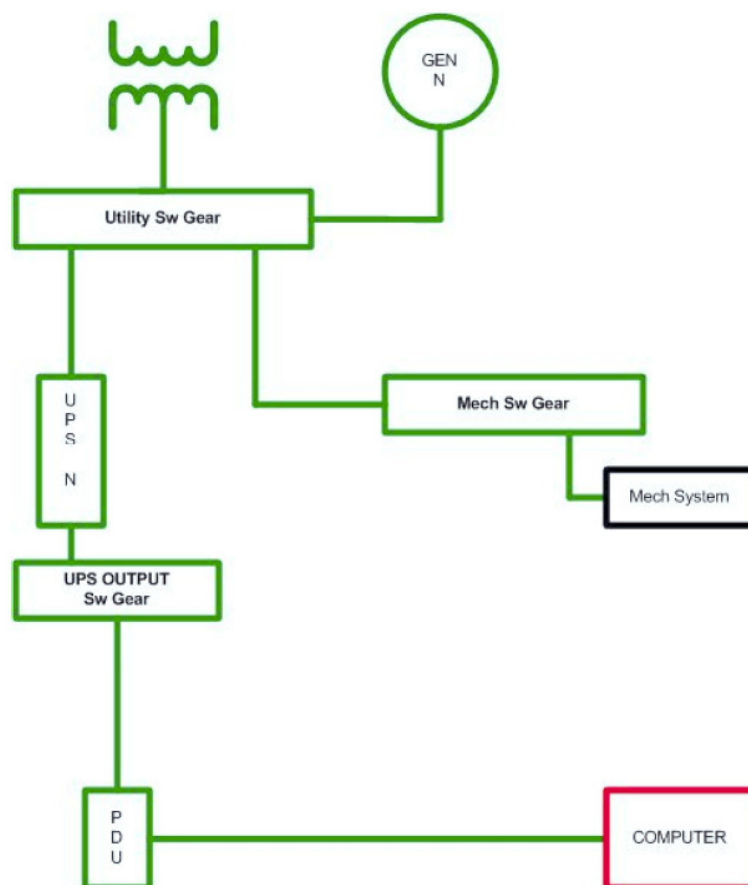 GEN
N
Utility Sw Gear
U
P
S
N
Mech Sw Gear
Mech System
UPS OUTPUT
Sw Gear
P
D
U
COMPUTER